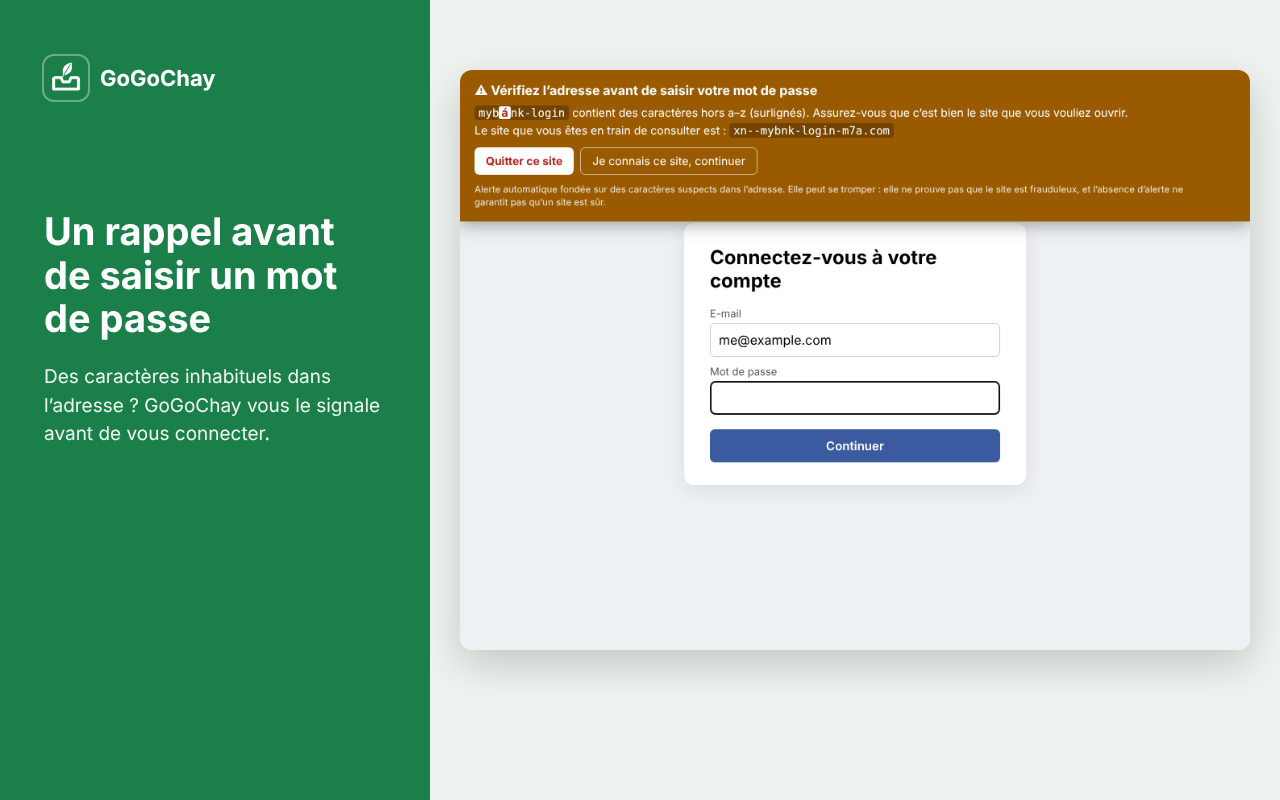 GoGoChay
Un rappel avant
de saisir un mot
de passe
Des caractères inhabituels dans
l’adresse ? GoGoChay vous le signale
avant de vous connecter.
⚠ Vérifiez l’adresse avant de saisir votre mot de passe
mybánk-login contient des caractères hors a–z (surlignés). Assurez-vous que c’est bien le site que vous vouliez ouvrir.
Le site que vous êtes en train de consulter est : xn--mybnk-login-m7a.com
Quitter ce site
Je connais ce site, continuer
Alerte automatique fondée sur des caractères suspects dans l’adresse. Elle peut se tromper : elle ne prouve pas que le site est frauduleux, et l’absence d’alerte ne
garantit pas qu’un site est sûr.
Connectez-vous à votre
compte
E-mail
me@example.com
Mot de passe
Continuer